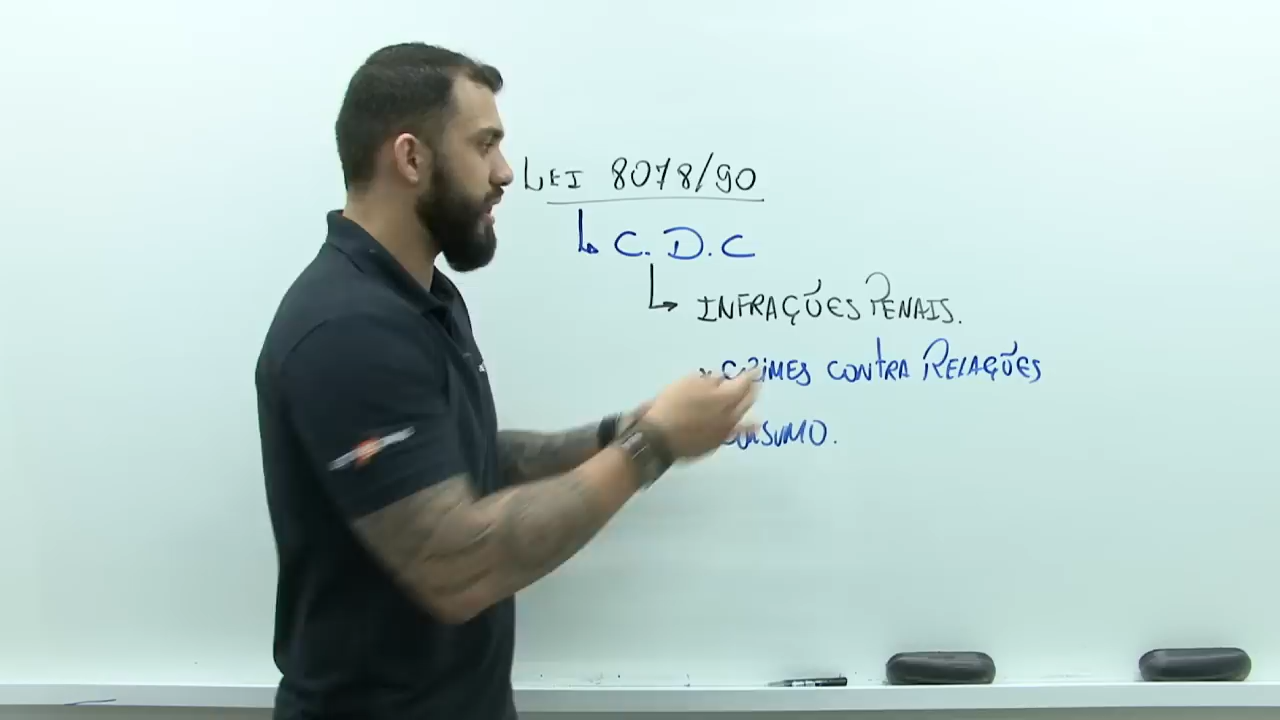 LEI 8078/90
C.D.C
INFRAÇÕES PENAIS.
CRIMES CONTRA RELAÇÕES
CONSUMO.